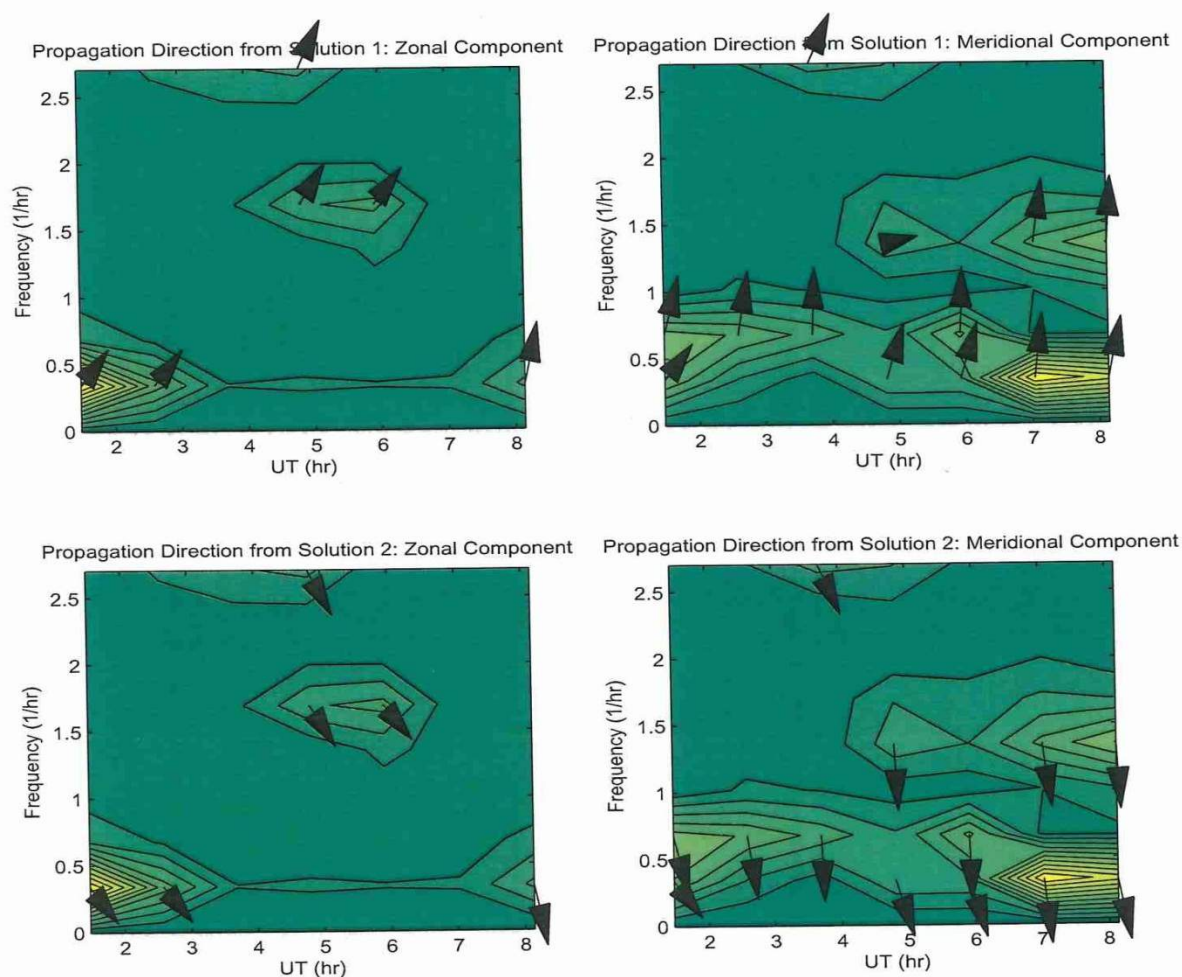 Propagation Direction from Solution 1: Zonal Component
Frequency (1/hr)
2.5
2
1.5
1
0.5
0
2 3 4 5 6 7 8
UT (hr)
Propagation Direction from Solution 1: Meridional Component
Frequency (1/hr)
2.5
2
1.5
1
0.5
0
2 3 4 5 6 7 8
UT (hr)
Propagation Direction from Solution 2: Zonal Component
Frequency (1/hr)
2.5
2
1.5
1
0.5
0
2 3 4 5 6 7 8
UT (hr)
Propagation Direction from Solution 2: Meridional Component
Frequency (1/hr)
2.5
2
1.5
1
0.5
0
2 3 4 5 6 7 8
UT (hr)